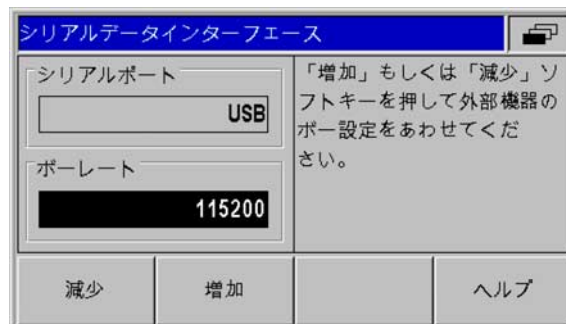 シリアルデータインターフェース
シリアルポート
USB
ボーレート
115200
「増加」もしくは「減少」ソ
フトキーを押して外部機器の
ボー設定をあわせてくだ
さい。
減少
増加
ヘルプ